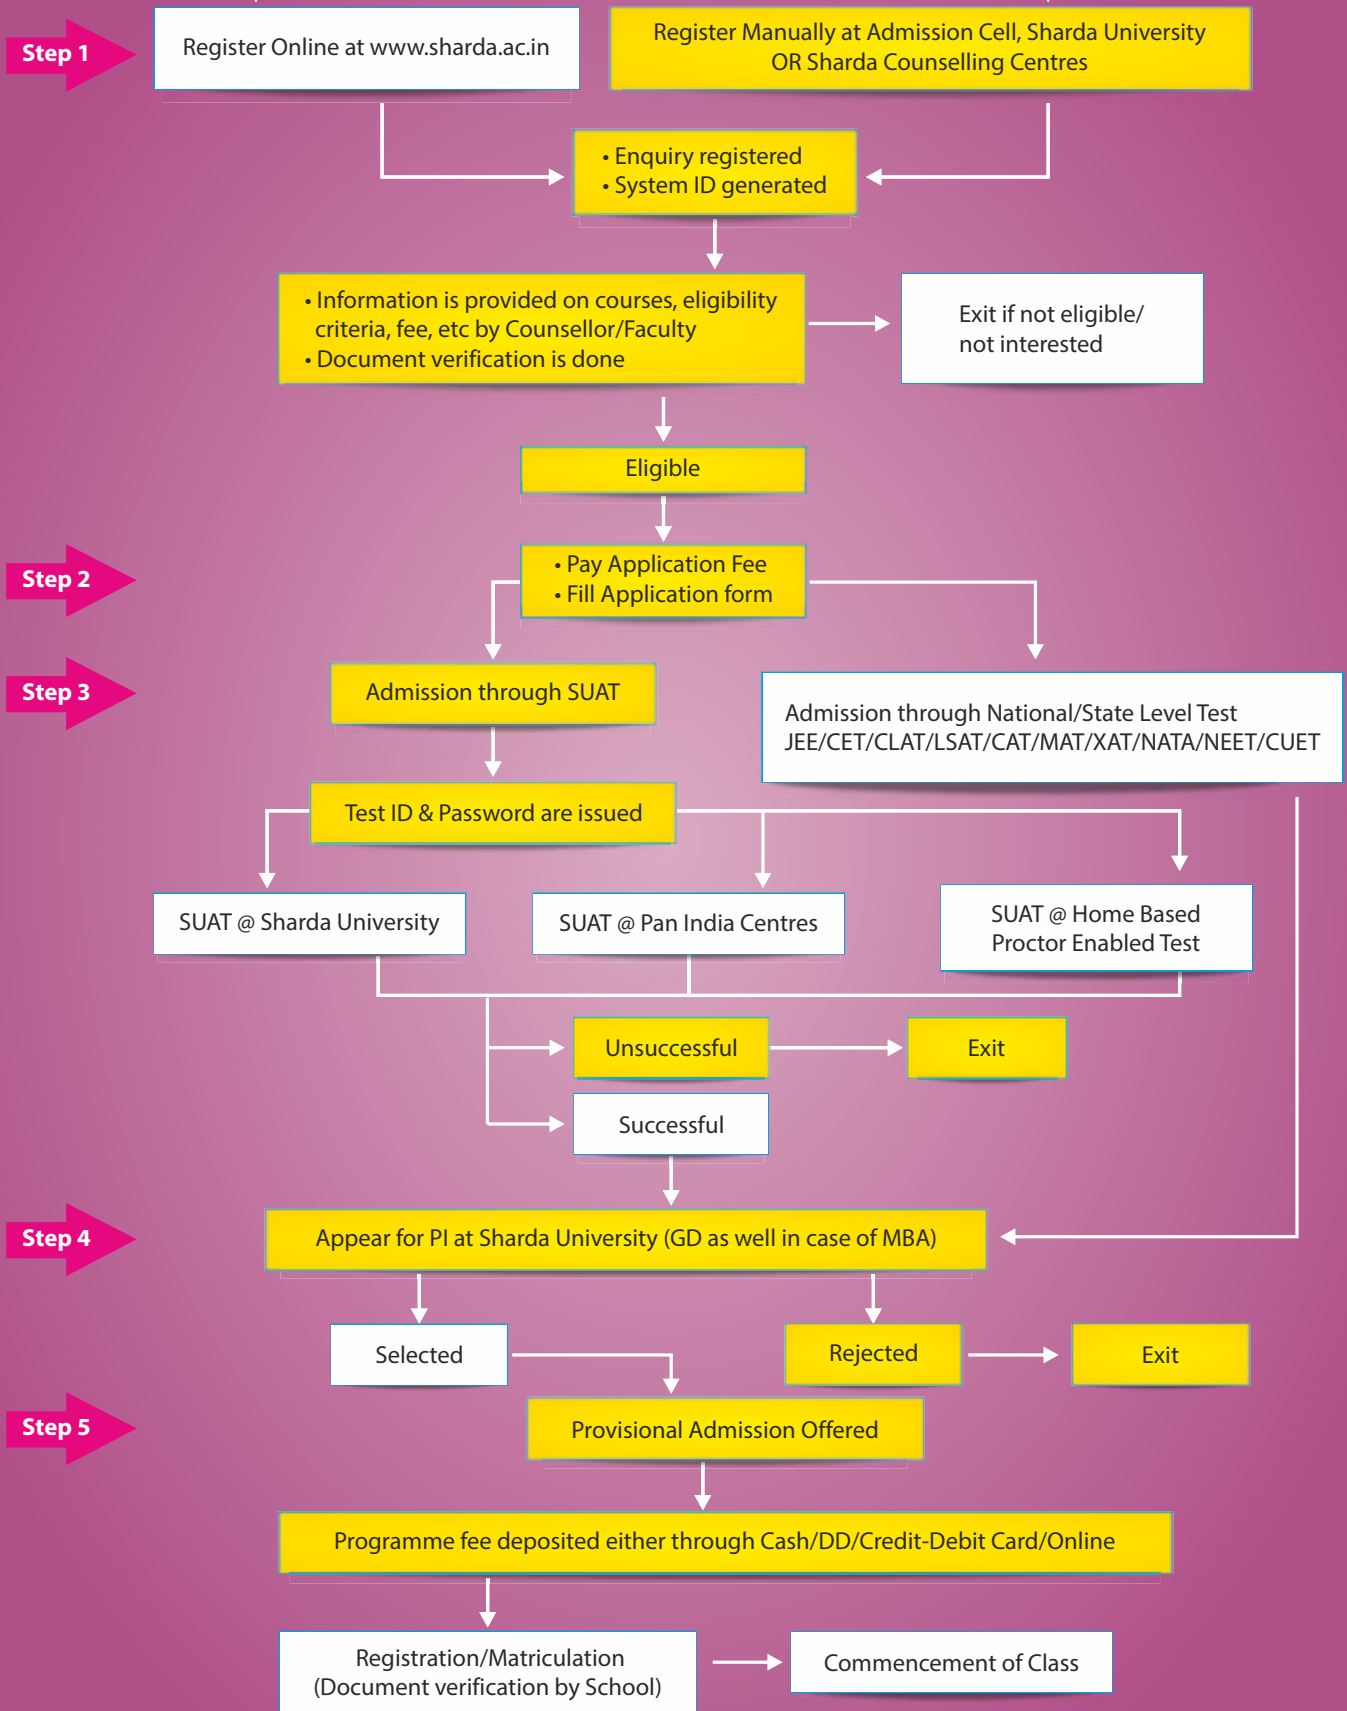 Step 1
Register Online at www.sharda.ac.in
Register Manually at Admission Cell, Sharda University
OR Sharda Counselling Centres
• Enquiry registered
• System ID generated
• Information is provided on courses, eligibility
criteria, fee, etc by Counsellor/Faculty
• Document verification is done
Exit if not eligible/
not interested
Eligible
Step 2
• Pay Application Fee
• Fill Application form
Step 3
Admission through SUAT
Admission through National/State Level Test
JEE/CET/CLAT/LSAT/CAT/MAT/XAT/NATA/NEET/CUET
Test ID & Password are issued
SUAT @ Sharda University
SUAT @ Pan India Centres
SUAT @ Home Based
Proctor Enabled Test
Unsuccessful
Exit
Successful
Step 4
Appear for PI at Sharda University (GD as well in case of MBA)
Selected
Rejected
Exit
Step 5
Provisional Admission Offered
Programme fee deposited either through Cash/DD/Credit-Debit Card/Online
Registration/Matriculation
(Document verification by School)
Commencement of Class